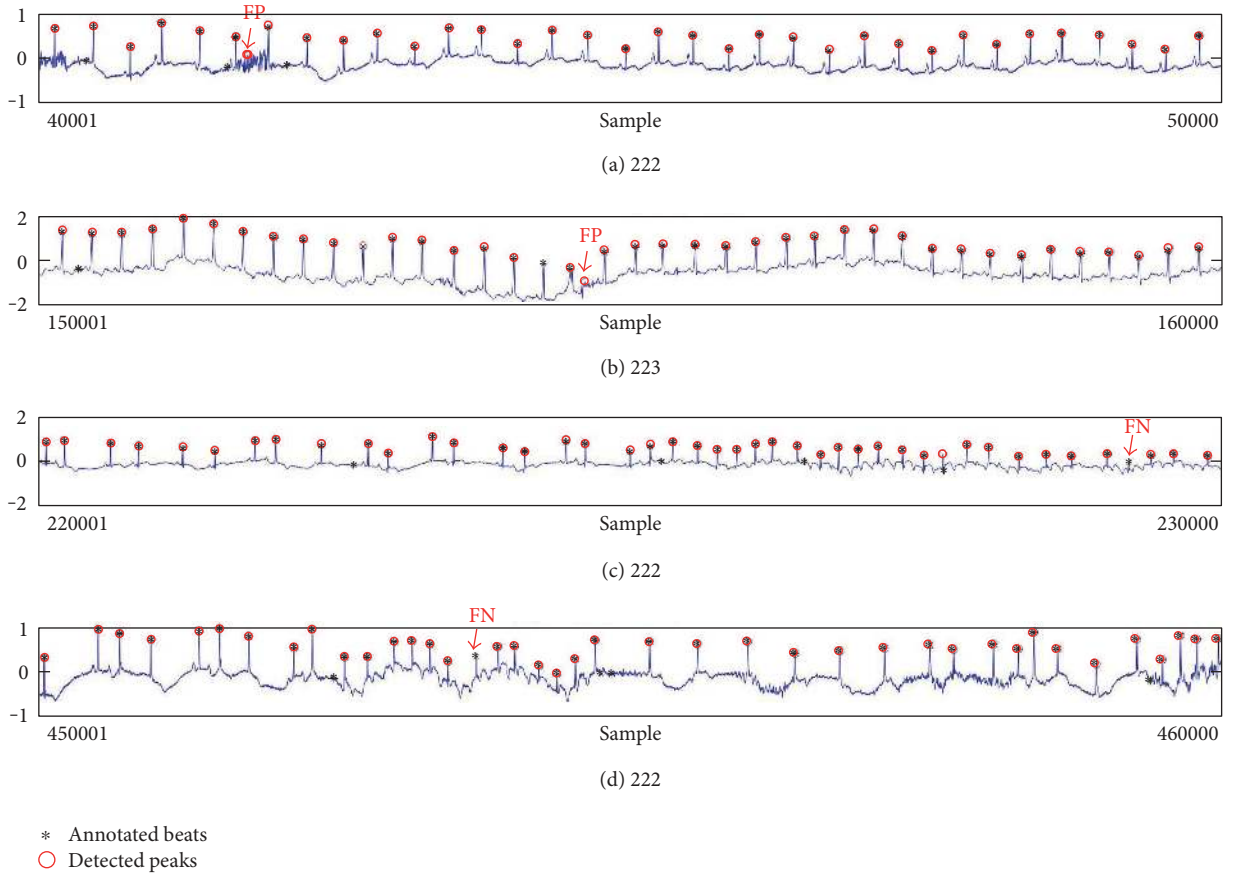 FP
1
0
−1
40001 Sample 50000
(a) 222
2
0
−2
FP
150001 Sample 160000
(b) 223
2
0
−2
FN
220001 Sample 230000
(c) 222
FN
1
0
−1
450001 Sample 460000
(d) 222
* Annotated beats
Detected peaks